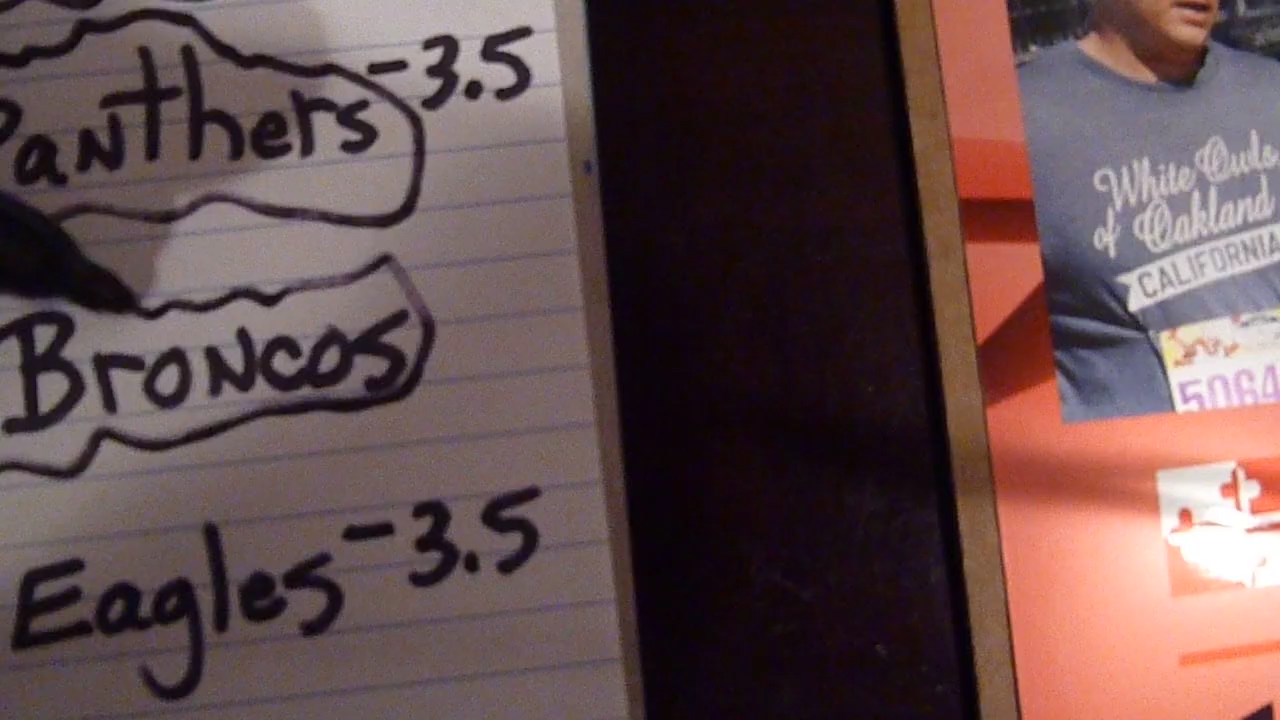 Panthers -3.5
Broncos
Eagles -3.5
White Owls
of Oakland
CALIFORNIA
5064